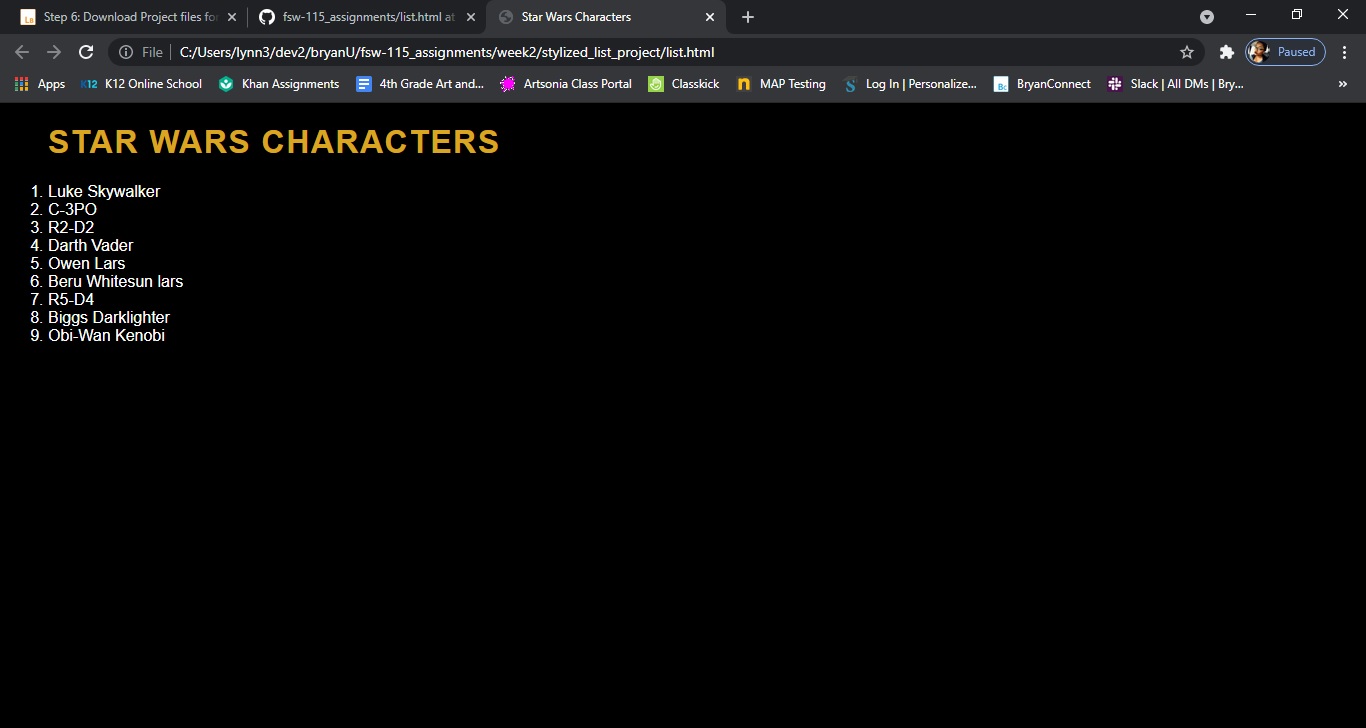 Step 6: Download Project files for
fsw-115_assignments/list.html at
Star Wars Characters
File
C:/Users/lynn3/dev2/bryanU/fsw-115_assignments/week2/stylized_list_project/list.html
Paused
Apps
K12 K12 Online School
Khan Assignments
4th Grade Art and...
Artsonia Class Portal
Classkick
n MAP Testing
S Log In | Personalize...
Bc BryanConnect
Slack | All DMs | Bry...
»
STAR WARS CHARACTERS
1. Luke Skywalker
2. C-3PO
3. R2-D2
4. Darth Vader
5. Owen Lars
6. Beru Whitesun lars
7. R5-D4
8. Biggs Darklighter
9. Obi-Wan Kenobi